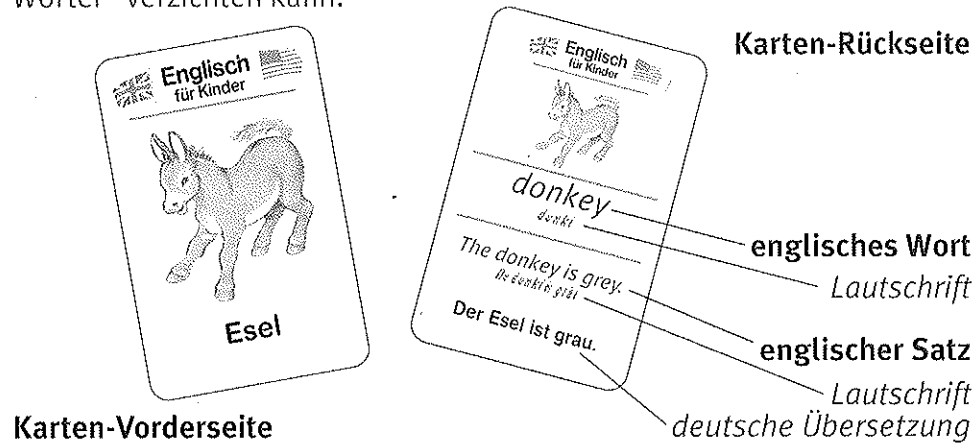 Wörter" verzichten kann.
Karten-Rückseite
Englisch
für Kinder
Esel
Karten-Vorderseite
Englisch
für Kinder
donkey
The donkey is grey.
Der Esel ist grau.
englisches Wort
Lautschrift
englischer Satz
Lautschrift
deutsche Übersetzung